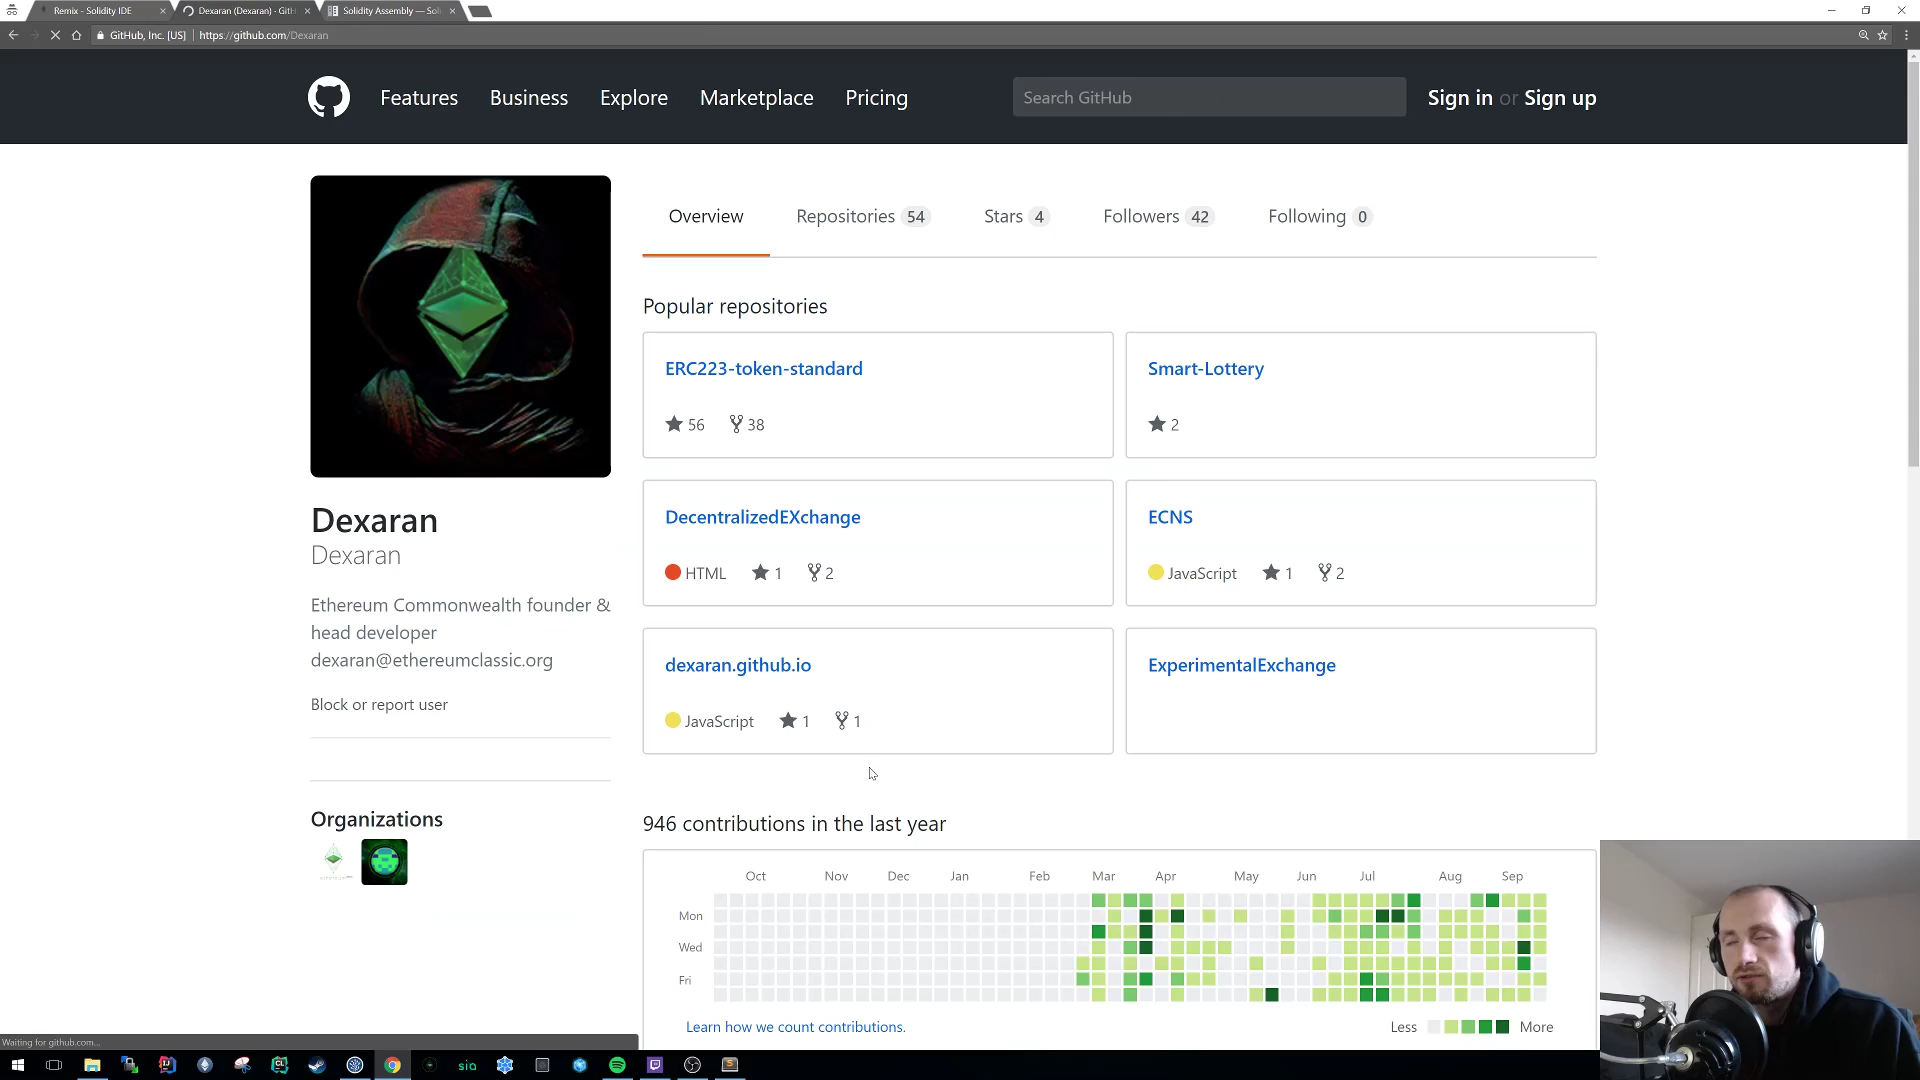 Remix - Solidity IDE
Dexaran (Dexaran) · GitH
Solidity Assembly — Soli
GitHub, Inc. [US]
https://github.com/Dexaran
Features
Business
Explore
Marketplace
Pricing
Search GitHub
Sign in or Sign up
Overview
Repositories 54
Stars 4
Followers 42
Following 0
Popular repositories
ERC223-token-standard
56 38
Smart-Lottery
2
DecentralizedEXchange
HTML 1 2
ECNS
JavaScript 1 2
dexaran.github.io
JavaScript 1 1
ExperimentalExchange
Dexaran
Dexaran
Ethereum Commonwealth founder &
head developer
dexaran@ethereumclassic.org
Block or report user
Organizations
946 contributions in the last year
Oct Nov Dec Jan Feb Mar Apr May Jun Jul Aug Sep
Mon
Wed
Fri
Learn how we count contributions.
Less More
Waiting for github.com...
sia